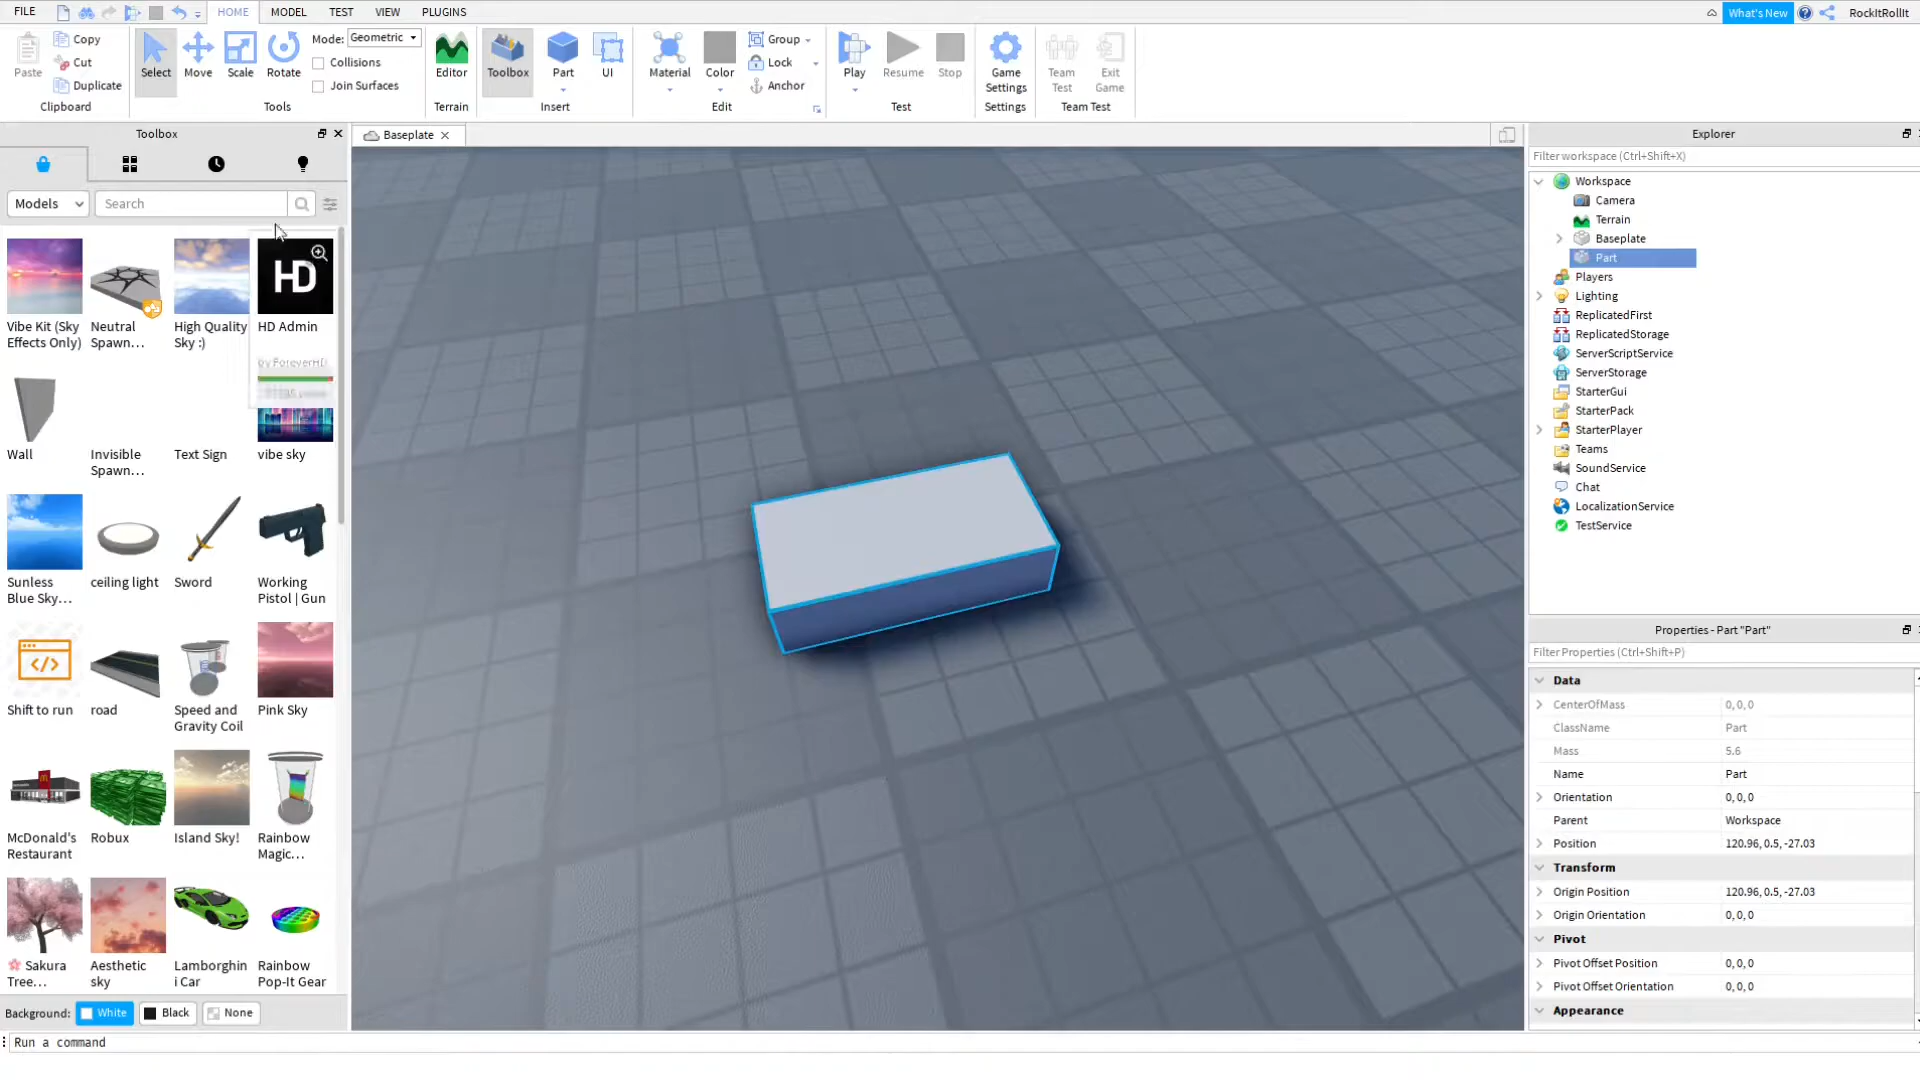 FILE HOME MODEL TEST VIEW PLUGINS What's New RockItRollIt
Paste Copy Cut Duplicate Clipboard
Select Move Scale Rotate Mode: Geometric Collisions Join Surfaces Tools
Editor Terrain
Toolbox Part UI Insert
Material Color Group Lock Anchor Edit
Play Resume Stop Test
Game Settings Settings
Team Test Exit Game Team Test
Toolbox
Models Search
HD
Vibe Kit (Sky Effects Only) Neutral Spawn... High Quality Sky :) HD Admin
by ForeverHD
Wall Invisible Spawn... Text Sign vibe sky
Sunless Blue Sky... ceiling light Sword Working Pistol | Gun
Shift to run road Speed and Gravity Coil Pink Sky
McDonald's Restaurant Robux Island Sky! Rainbow Magic...
🌸 Sakura Tree... Aesthetic sky Lamborghini Car Rainbow Pop-It Gear
Background: White Black None
Run a command
Baseplate
Explorer
Filter workspace (Ctrl+Shift+X)
Workspace
Camera
Terrain
Baseplate
Part
Players
Lighting
ReplicatedFirst
ReplicatedStorage
ServerScriptService
ServerStorage
StarterGui
StarterPack
StarterPlayer
Teams
SoundService
Chat
LocalizationService
TestService
Properties - Part "Part"
Filter Properties (Ctrl+Shift+P)
Data
CenterOfMass 0, 0, 0
ClassName Part
Mass 5.6
Name Part
Orientation 0, 0, 0
Parent Workspace
Position 120.96, 0.5, -27.03
Transform
Origin Position 120.96, 0.5, -27.03
Origin Orientation 0, 0, 0
Pivot
Pivot Offset Position 0, 0, 0
Pivot Offset Orientation 0, 0, 0
Appearance